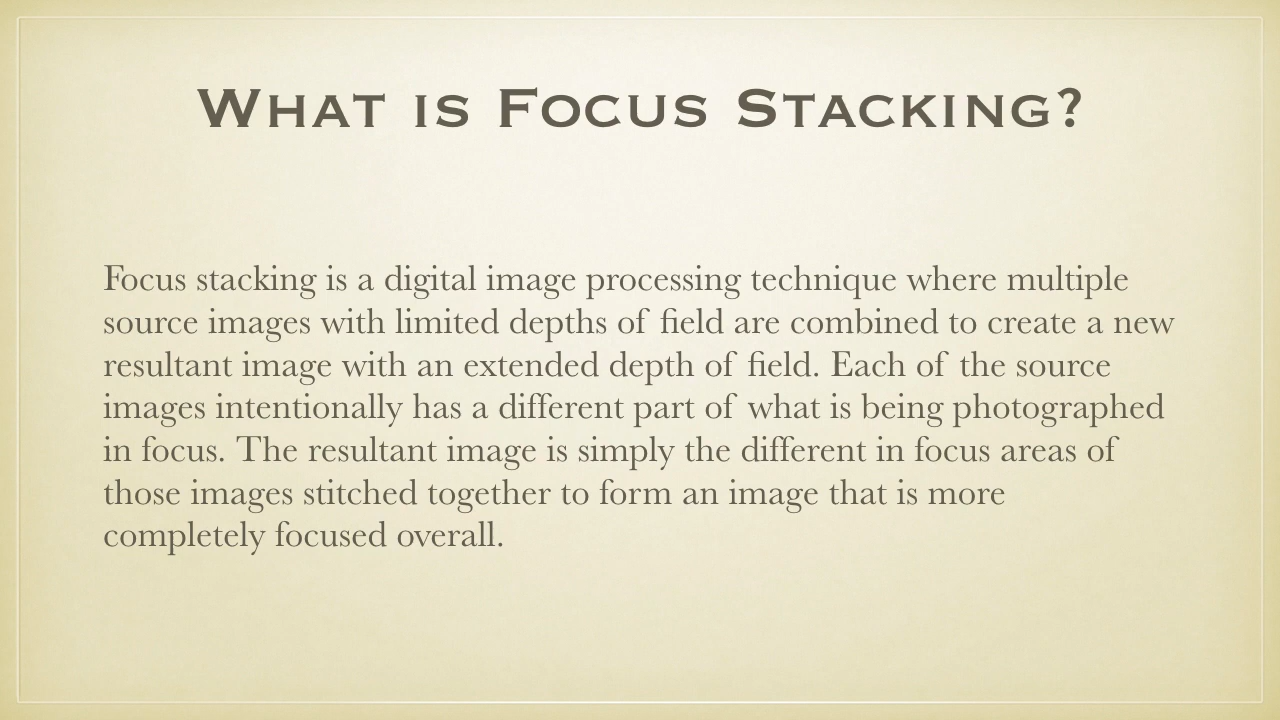 What is Focus Stacking?
Focus stacking is a digital image processing technique where multiple
source images with limited depths of field are combined to create a new
resultant image with an extended depth of field. Each of the source
images intentionally has a different part of what is being photographed
in focus. The resultant image is simply the different in focus areas of
those images stitched together to form an image that is more
completely focused overall.